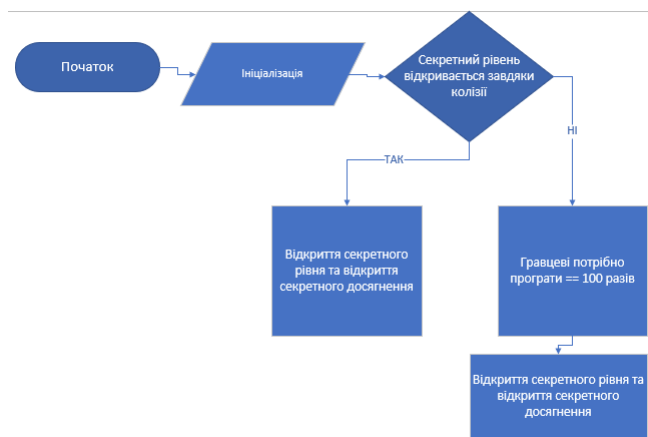 Початок
Ініціалізація
Секретний рівень
відкривається завдяки
колізії
ТАК
НІ
Відкриття секретного
рівня та відкриття
секретного досягнення
Гравцеві потрібно
програти == 100 разів
Відкриття секретного рівня та
відкриття секретного
досягнення